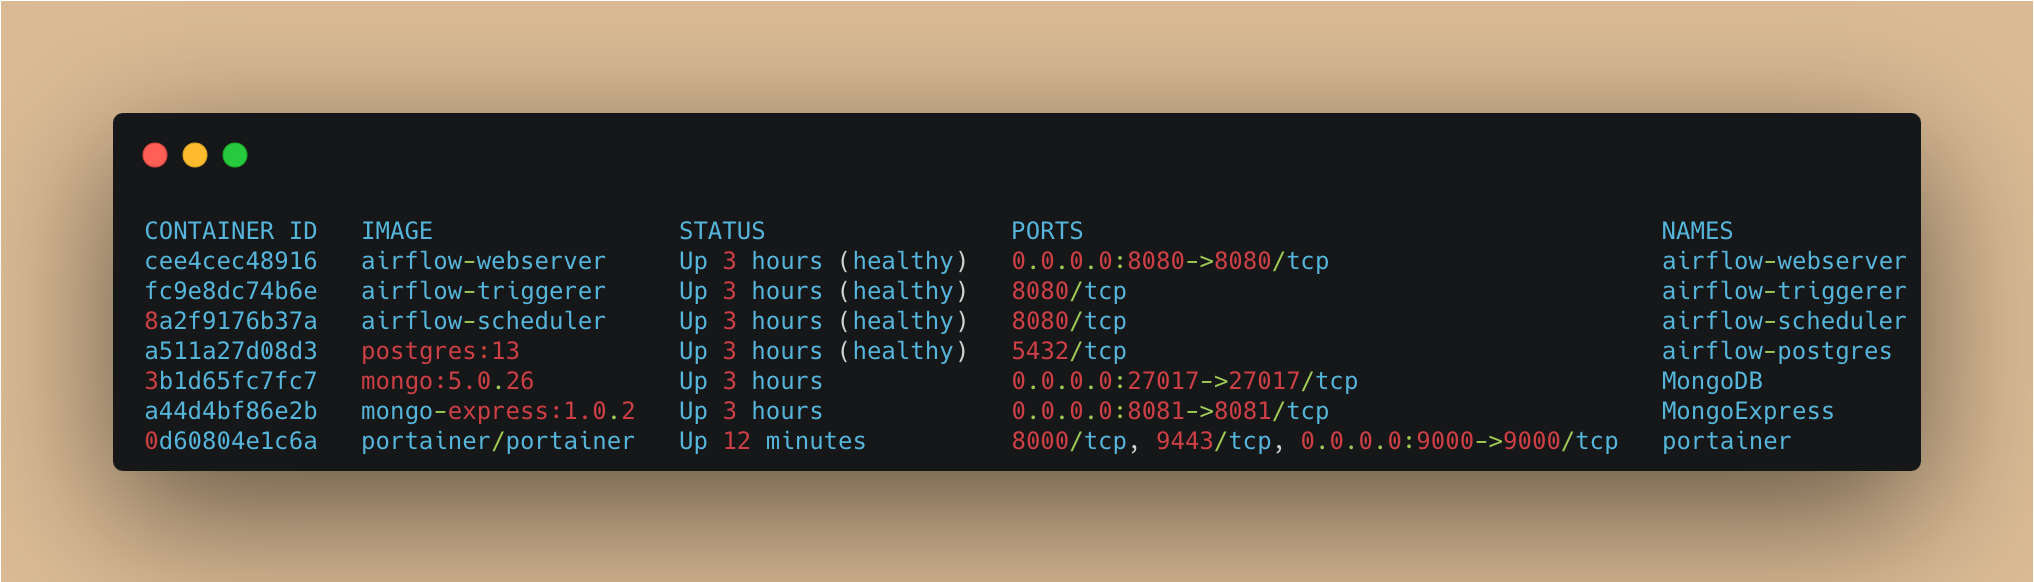 CONTAINER ID   IMAGE                 STATUS                 PORTS                                        NAMES
cee4cec48916   airflow-webserver     Up 3 hours (healthy)   0.0.0.0:8080->8080/tcp                       airflow-webserver
fc9e8dc74b6e   airflow-triggerer     Up 3 hours (healthy)   8080/tcp                                     airflow-triggerer
8a2f9176b37a   airflow-scheduler     Up 3 hours (healthy)   8080/tcp                                     airflow-scheduler
a511a27d08d3   postgres:13           Up 3 hours (healthy)   5432/tcp                                     airflow-postgres
3b1d65fc7fc7   mongo:5.0.26          Up 3 hours             0.0.0.0:27017->27017/tcp                     MongoDB
a44d4bf86e2b   mongo-express:1.0.2   Up 3 hours             0.0.0.0:8081->8081/tcp                       MongoExpress
0d60804e1c6a   portainer/portainer   Up 12 minutes          8000/tcp, 9443/tcp, 0.0.0.0:9000->9000/tcp   portainer